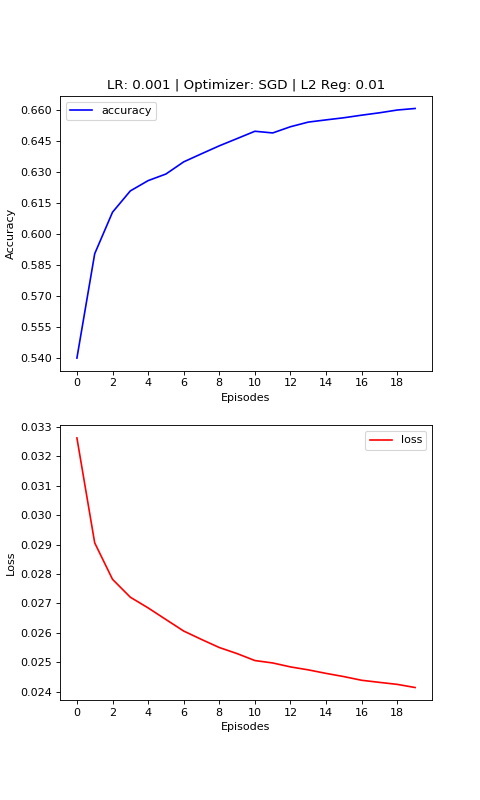 LR: 0.001 | Optimizer: SGD | L2 Reg: 0.01
accuracy
0.660
0.645
0.630
0.615
0.600
0.585
0.570
0.555
0.540
Accuracy
0 2 4 6 8 10 12 14 16 18
Episodes
loss
0.033
0.032
0.031
0.030
0.029
0.028
0.027
0.026
0.025
0.024
Loss
0 2 4 6 8 10 12 14 16 18
Episodes